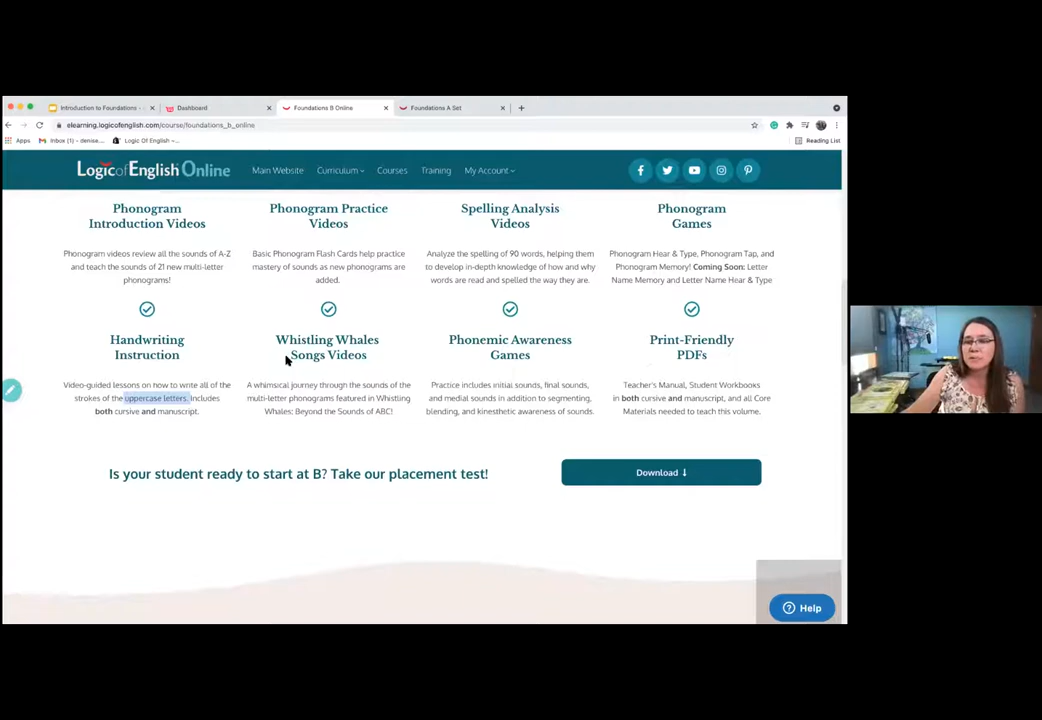 Introduction to Foundations -
Dashboard
Foundations B Online
Foundations A Set
elearning.logicofenglish.com/course/foundations_b_online
Apps
Inbox (1) - denise....
Logic Of English ~...
Reading List
Logic of English Online
Main Website
Curriculum
Courses
Training
My Account
Phonogram
Introduction Videos
Phonogram videos review all the sounds of A-Z
and teach the sounds of 21 new multi-letter
phonograms!
Phonogram Practice
Videos
Basic Phonogram Flash Cards help practice
mastery of sounds as new phonograms are
added.
Spelling Analysis
Videos
Analyze the spelling of 90 words, helping them
to develop in-depth knowledge of how and why
words are read and spelled the way they are.
Phonogram
Games
Phonogram Hear & Type, Phonogram Tap, and
Phonogram Memory! Coming Soon: Letter
Name Memory and Letter Name Hear & Type
Handwriting
Instruction
Video-guided lessons on how to write all of the
strokes of the uppercase letters. Includes
both cursive and manuscript.
Whistling Whales
Songs Videos
A whimsical journey through the sounds of the
multi-letter phonograms featured in Whistling
Whales: Beyond the Sounds of ABC!
Phonemic Awareness
Games
Practice includes initial sounds, final sounds,
and medial sounds in addition to segmenting,
blending, and kinesthetic awareness of sounds.
Print-Friendly
PDFs
Teacher's Manual, Student Workbooks
in both cursive and manuscript, and all Core
Materials needed to teach this volume.
Is your student ready to start at B? Take our placement test!
Download
Help